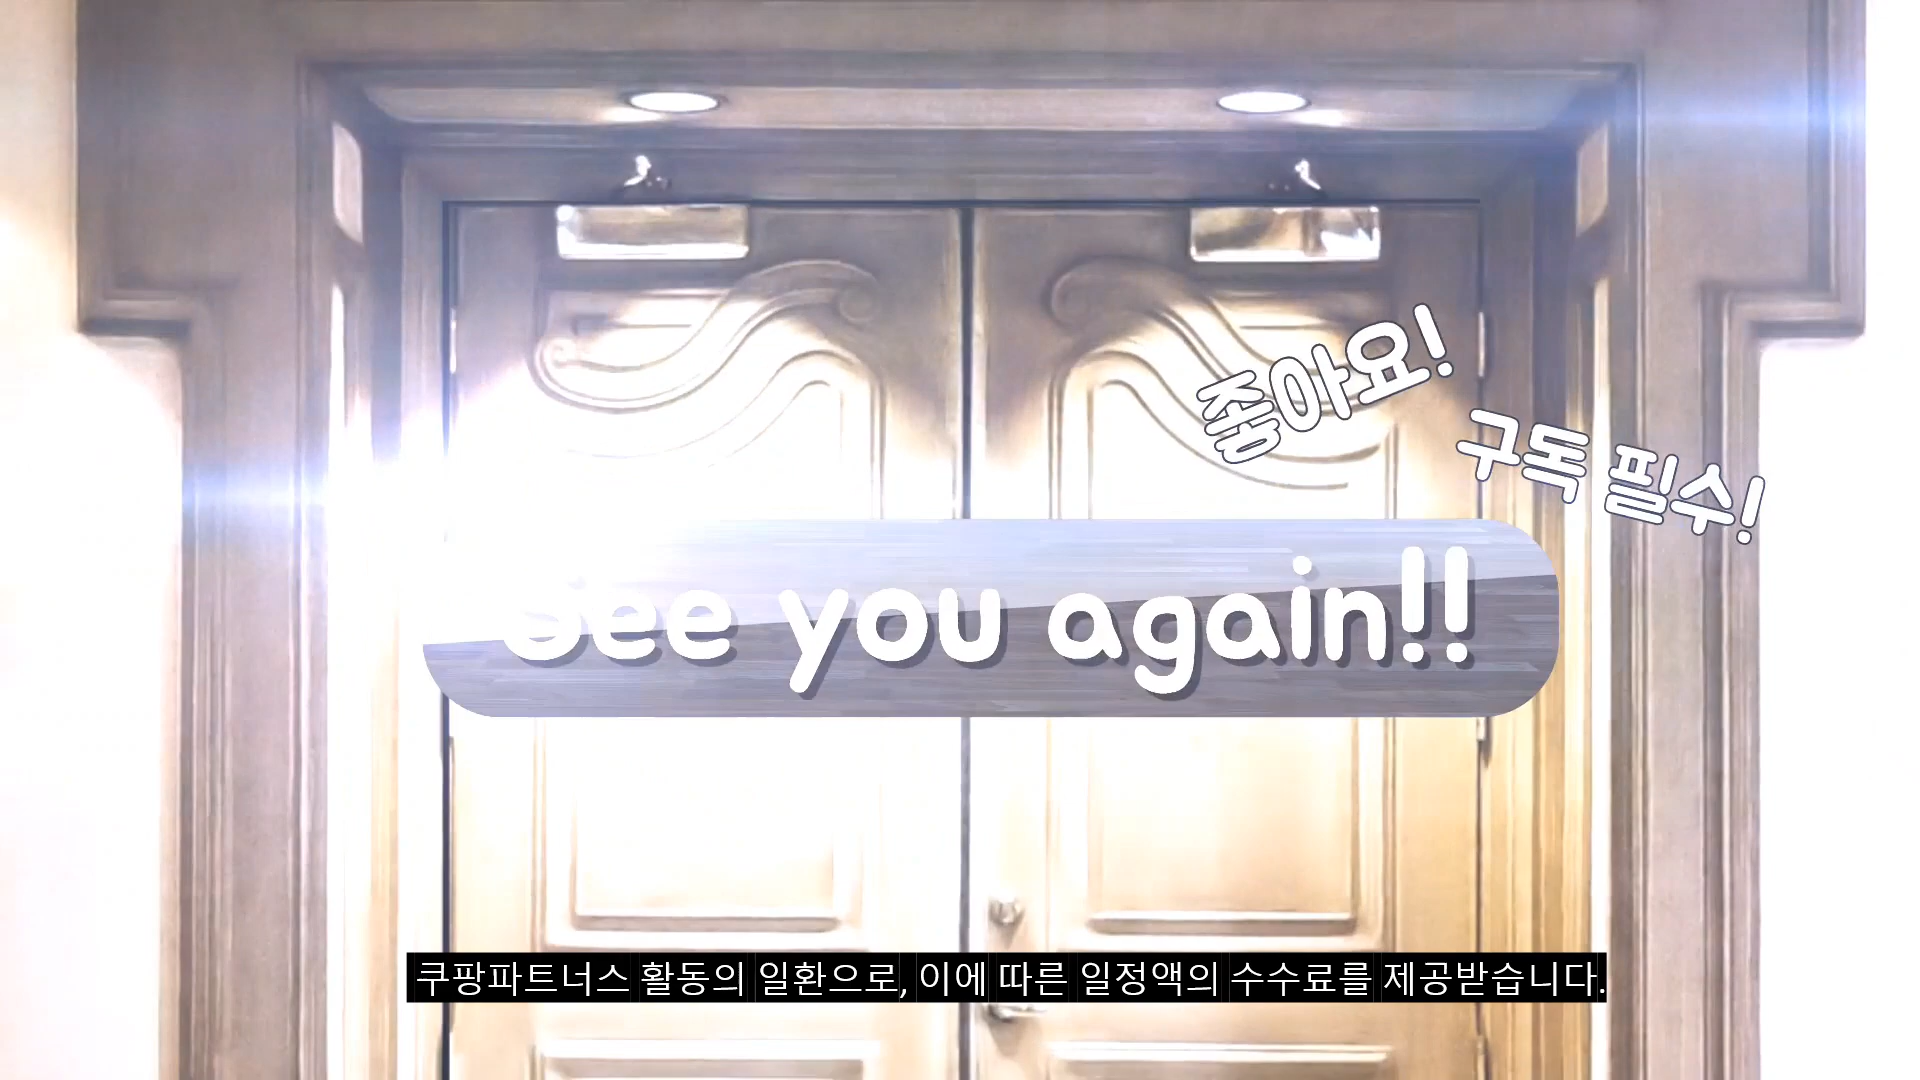 좋아요!
구독 필수!
See you again!!
쿠팡파트너스 활동의 일환으로, 이에 따른 일정액의 수수료를 제공받습니다.